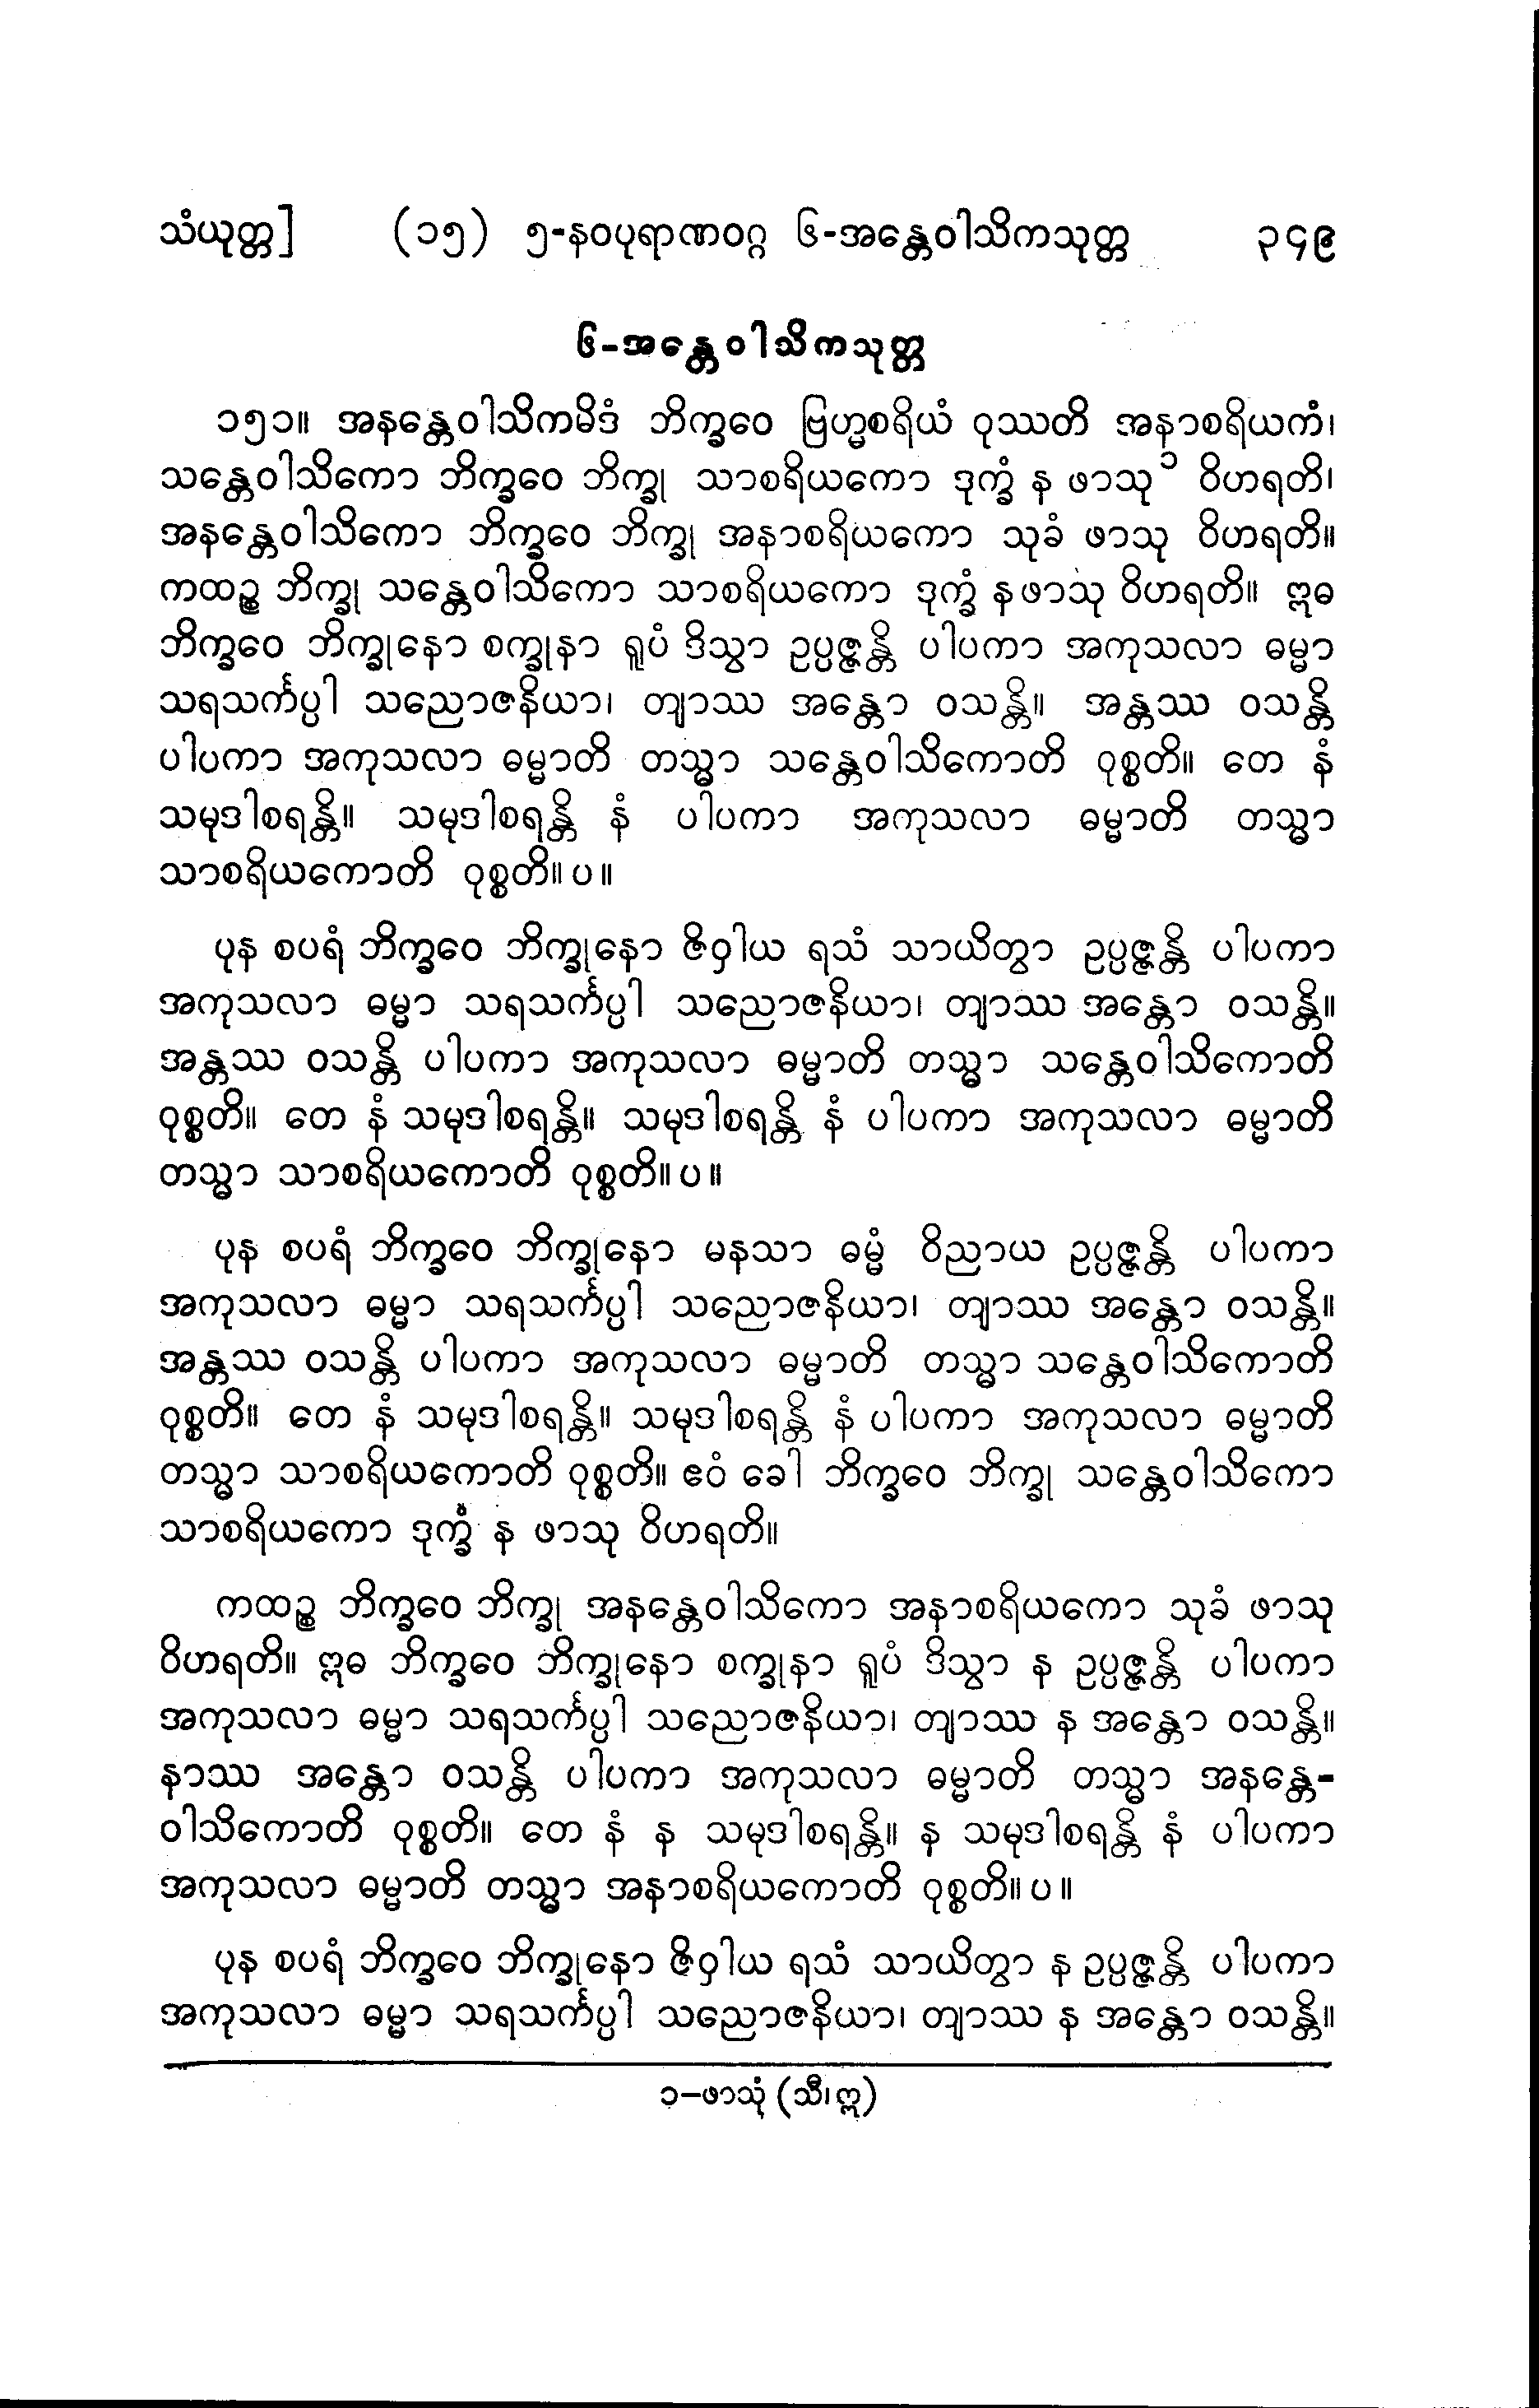 သံယုတ္တ] (၁၅) ၅-နဝပုရာဏဝဂ္ဂ ၆-အန္တေဝါသိကသုတ္တ ၃၄၉
၆-အန္တေဝါသိကသုတ္တ
၁၅၁။ အနန္တေဝါသိကမိဒံ ဘိက္ခဝေ ဗြဟ္မစရိယံ ဝုဿတိ အနာစရိယကံ၊
သန္တေဝါသိကော ဘိက္ခဝေ ဘိက္ခု သာစရိယကော ဒုက္ခံ န ဖာသု ၁ ဝိဟရတိ၊
အနန္တေဝါသိကော ဘိက္ခဝေ ဘိက္ခု အနာစရိယကော သုခံ ဖာသု ဝိဟရတိ။
ကထဉ္စ ဘိက္ခု သန္တေဝါသိကော သာစရိယကော ဒုက္ခံ န ဖာသု ဝိဟရတိ။ ဣဓ
ဘိက္ခဝေ ဘိက္ခုနော စက္ခုနာ ရူပံ ဒိသွာ ဥပ္ပဇ္ဇန္တိ ပါပကာ အကုသလာ ဓမ္မာ
သရသင်္ကပ္ပါ သညောဇနိယာ၊ တျာဿ အန္တော ဝသန္တိ။ အန္တဿ ဝသန္တိ
ပါပကာ အကုသလာ ဓမ္မာတိ တသ္မာ သန္တေဝါသိကောတိ ဝုစ္စတိ။ တေ နံ
သမုဒါစရန္တိ။ သမုဒါစရန္တိ နံ ပါပကာ အကုသလာ ဓမ္မာတိ တသ္မာ
သာစရိယကောတိ ဝုစ္စတိ။ ပ ။
ပုန စပရံ ဘိက္ခဝေ ဘိက္ခုနော ဇိဝှါယ ရသံ သာယိတွာ ဥပ္ပဇ္ဇန္တိ ပါပကာ
အကုသလာ ဓမ္မာ သရသင်္ကပ္ပါ သညောဇနိယာ၊ တျာဿ အန္တော ဝသန္တိ။
အန္တဿ ဝသန္တိ ပါပကာ အကုသလာ ဓမ္မာတိ တသ္မာ သန္တေဝါသိကောတိ
ဝုစ္စတိ။ တေ နံ သမုဒါစရန္တိ။ သမုဒါစရန္တိ နံ ပါပကာ အကုသလာ ဓမ္မာတိ
တသ္မာ သာစရိယကောတိ ဝုစ္စတိ။ ပ ။
ပုန စပရံ ဘိက္ခဝေ ဘိက္ခုနော မနသာ ဓမ္မံ ဝိညာယ ဥပ္ပဇ္ဇန္တိ ပါပကာ
အကုသလာ ဓမ္မာ သရသင်္ကပ္ပါ သညောဇနိယာ၊ တျာဿ အန္တော ဝသန္တိ။
အန္တဿ ဝသန္တိ ပါပကာ အကုသလာ ဓမ္မာတိ တသ္မာ သန္တေဝါသိကောတိ
ဝုစ္စတိ။ တေ နံ သမုဒါစရန္တိ။ သမုဒါစရန္တိ နံ ပါပကာ အကုသလာ ဓမ္မာတိ
တသ္မာ သာစရိယကောတိ ဝုစ္စတိ။ ဧဝံ ခေါ ဘိက္ခဝေ ဘိက္ခု သန္တေဝါသိကော
သာစရိယကော ဒုက္ခံ န ဖာသု ဝိဟရတိ။
ကထဉ္စ ဘိက္ခဝေ ဘိက္ခု အနန္တေဝါသိကော အနာစရိယကော သုခံ ဖာသု
ဝိဟရတိ။ ဣဓ ဘိက္ခဝေ ဘိက္ခုနော စက္ခုနာ ရူပံ ဒိသွာ န ဥပ္ပဇ္ဇန္တိ ပါပကာ
အကုသလာ ဓမ္မာ သရသင်္ကပ္ပါ သညောဇနိယာ၊ တျာဿ န အန္တော ဝသန္တိ။
နာဿ အန္တော ဝသန္တိ ပါပကာ အကုသလာ ဓမ္မာတိ တသ္မာ အနန္တေ-
ဝါသိကောတိ ဝုစ္စတိ။ တေ နံ န သမုဒါစရန္တိ။ န သမုဒါစရန္တိ နံ ပါပကာ
အကုသလာ ဓမ္မာတိ တသ္မာ အနာစရိယကောတိ ဝုစ္စတိ။ ပ ။
ပုန စပရံ ဘိက္ခဝေ ဘိက္ခုနော ဇိဝှါယ ရသံ သာယိတွာ န ဥပ္ပဇ္ဇန္တိ ပါပကာ
အကုသလာ ဓမ္မာ သရသင်္ကပ္ပါ သညောဇနိယာ၊ တျာဿ န အန္တော ဝသန္တိ။
၁-ဖာသုံ (သီ၊ ဣ)